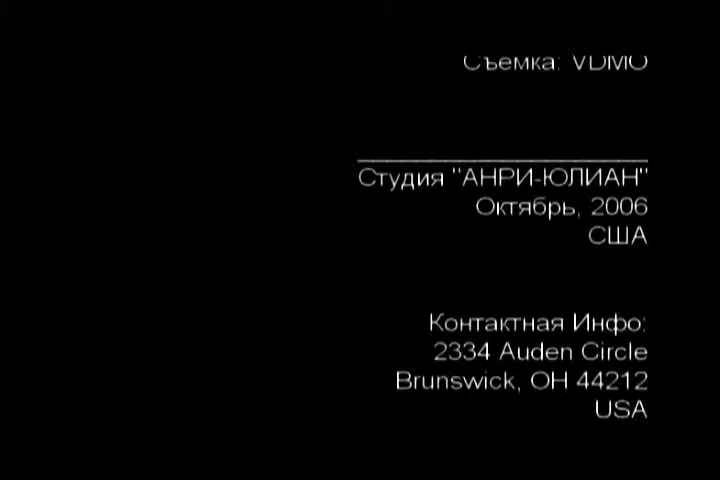 Съемка: VDMO
Студия "АНРИ-ЮЛИАН"
Октябрь, 2006
США
Контактная Инфо:
2334 Auden Circle
Brunswick, OH 44212
USA